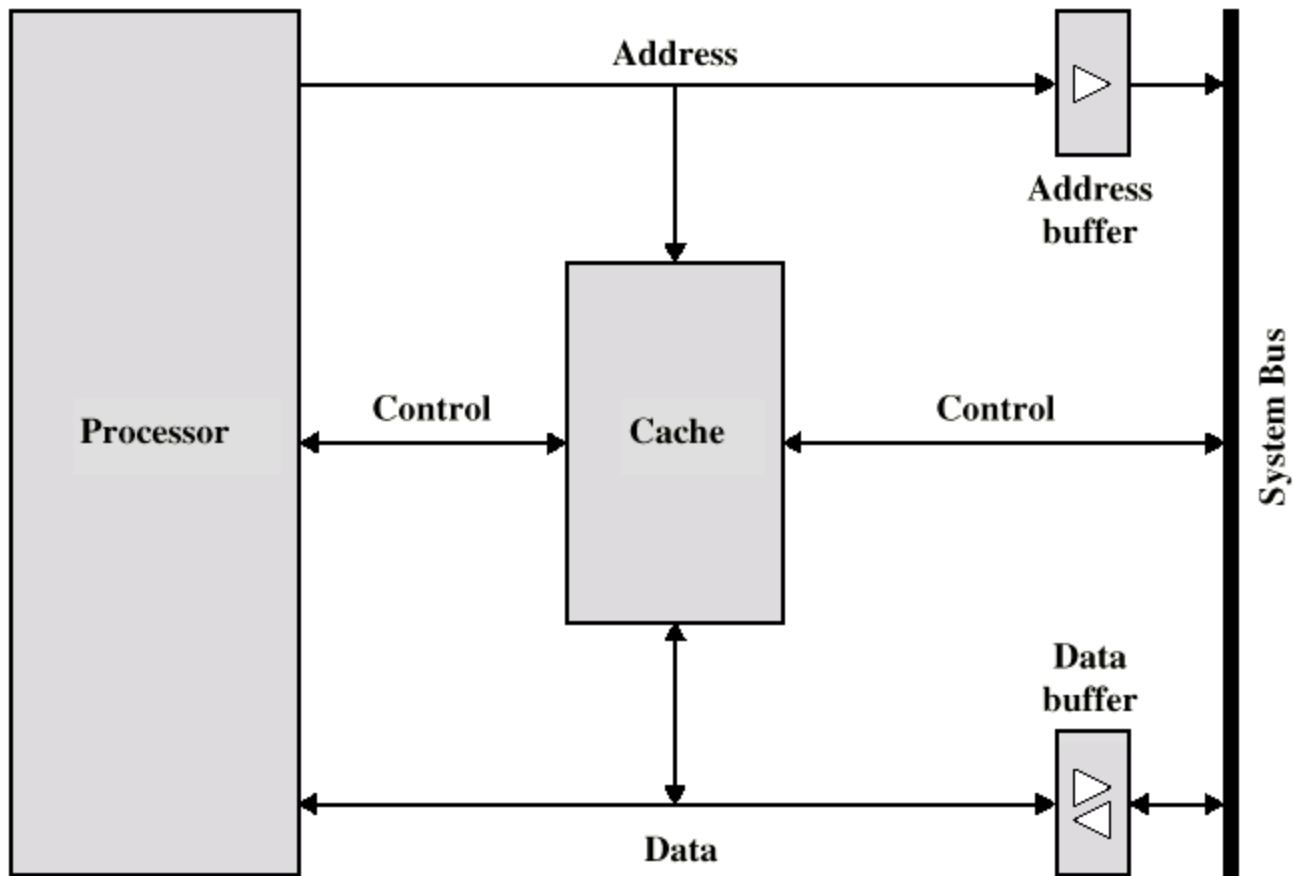 Address
Address
buffer
Processor
Control
Cache
Control
System Bus
Data
buffer
Data